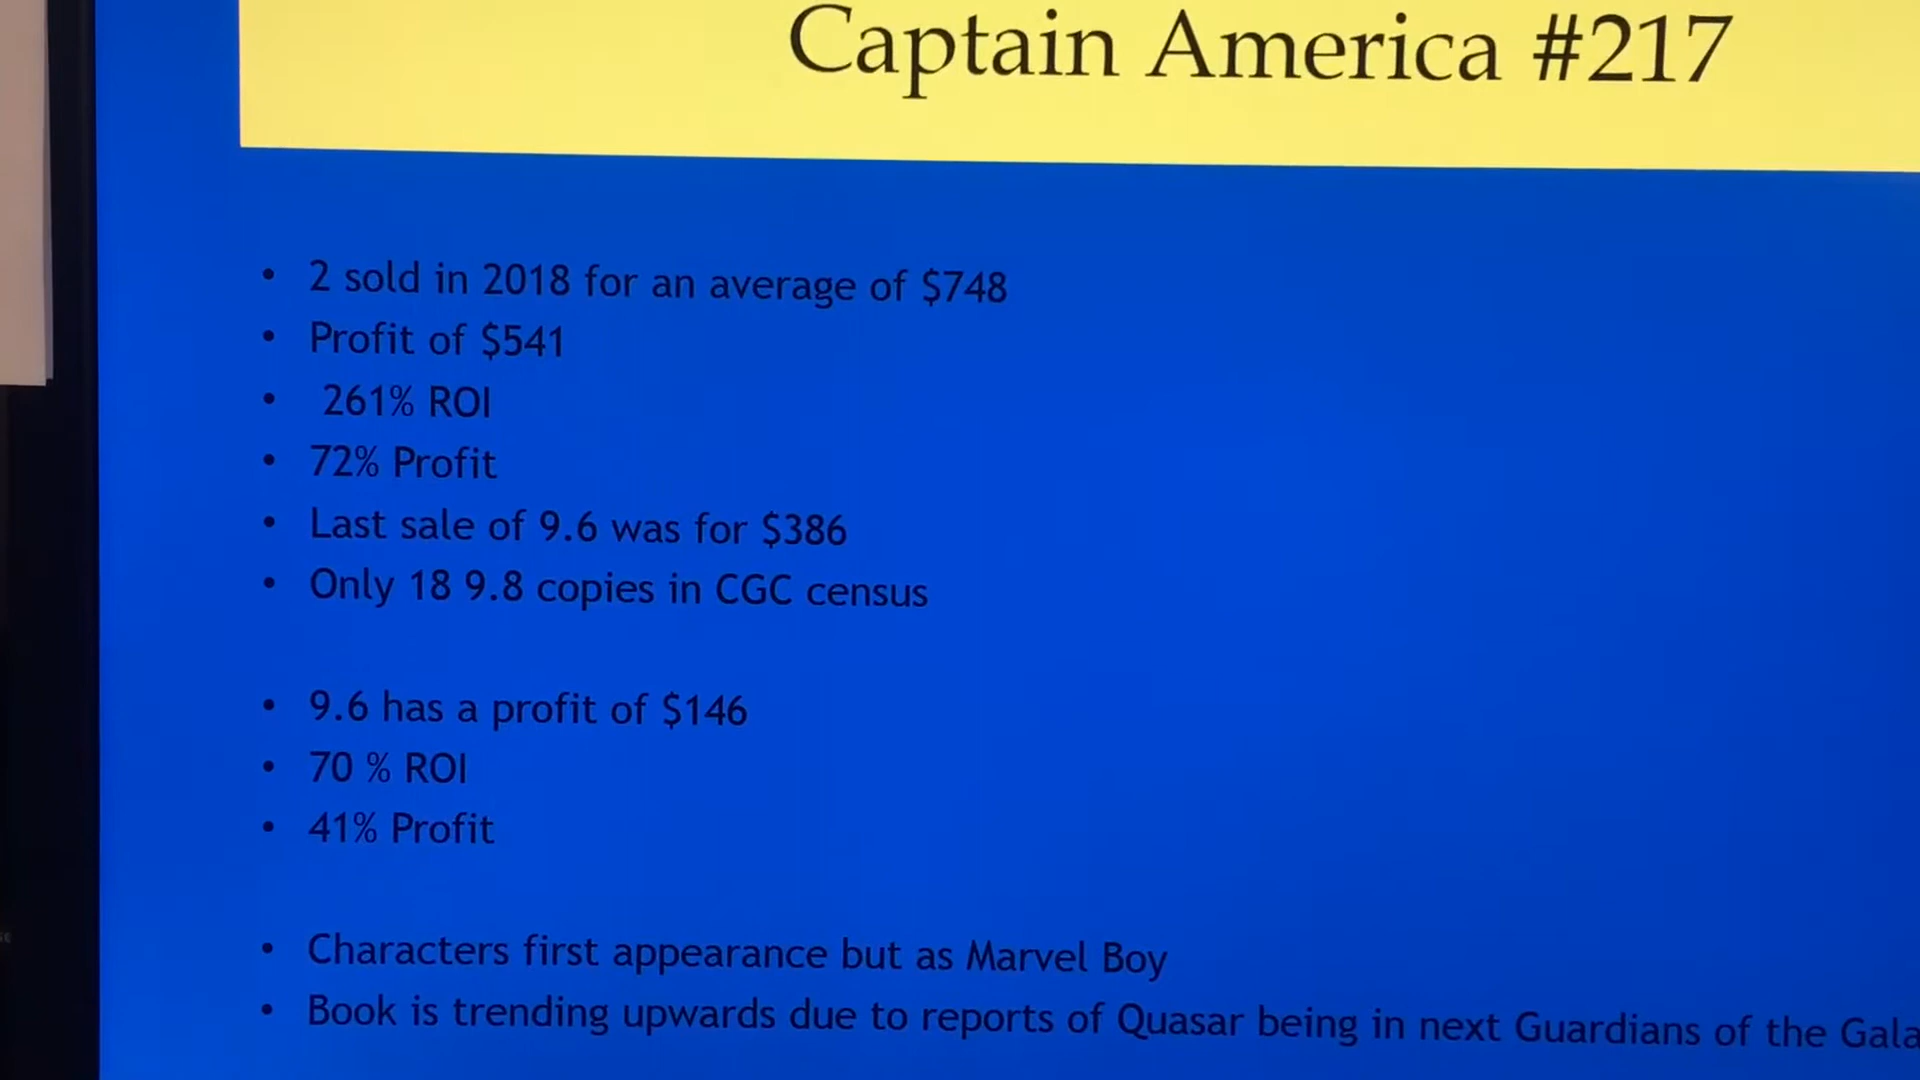 Captain America #217
• 2 sold in 2018 for an average of $748
• Profit of $541
• 261% ROI
• 72% Profit
• Last sale of 9.6 was for $386
• Only 18 9.8 copies in CGC census
• 9.6 has a profit of $146
• 70 % ROI
• 41% Profit
• Characters first appearance but as Marvel Boy
• Book is trending upwards due to reports of Quasar being in next Guardians of the Gala